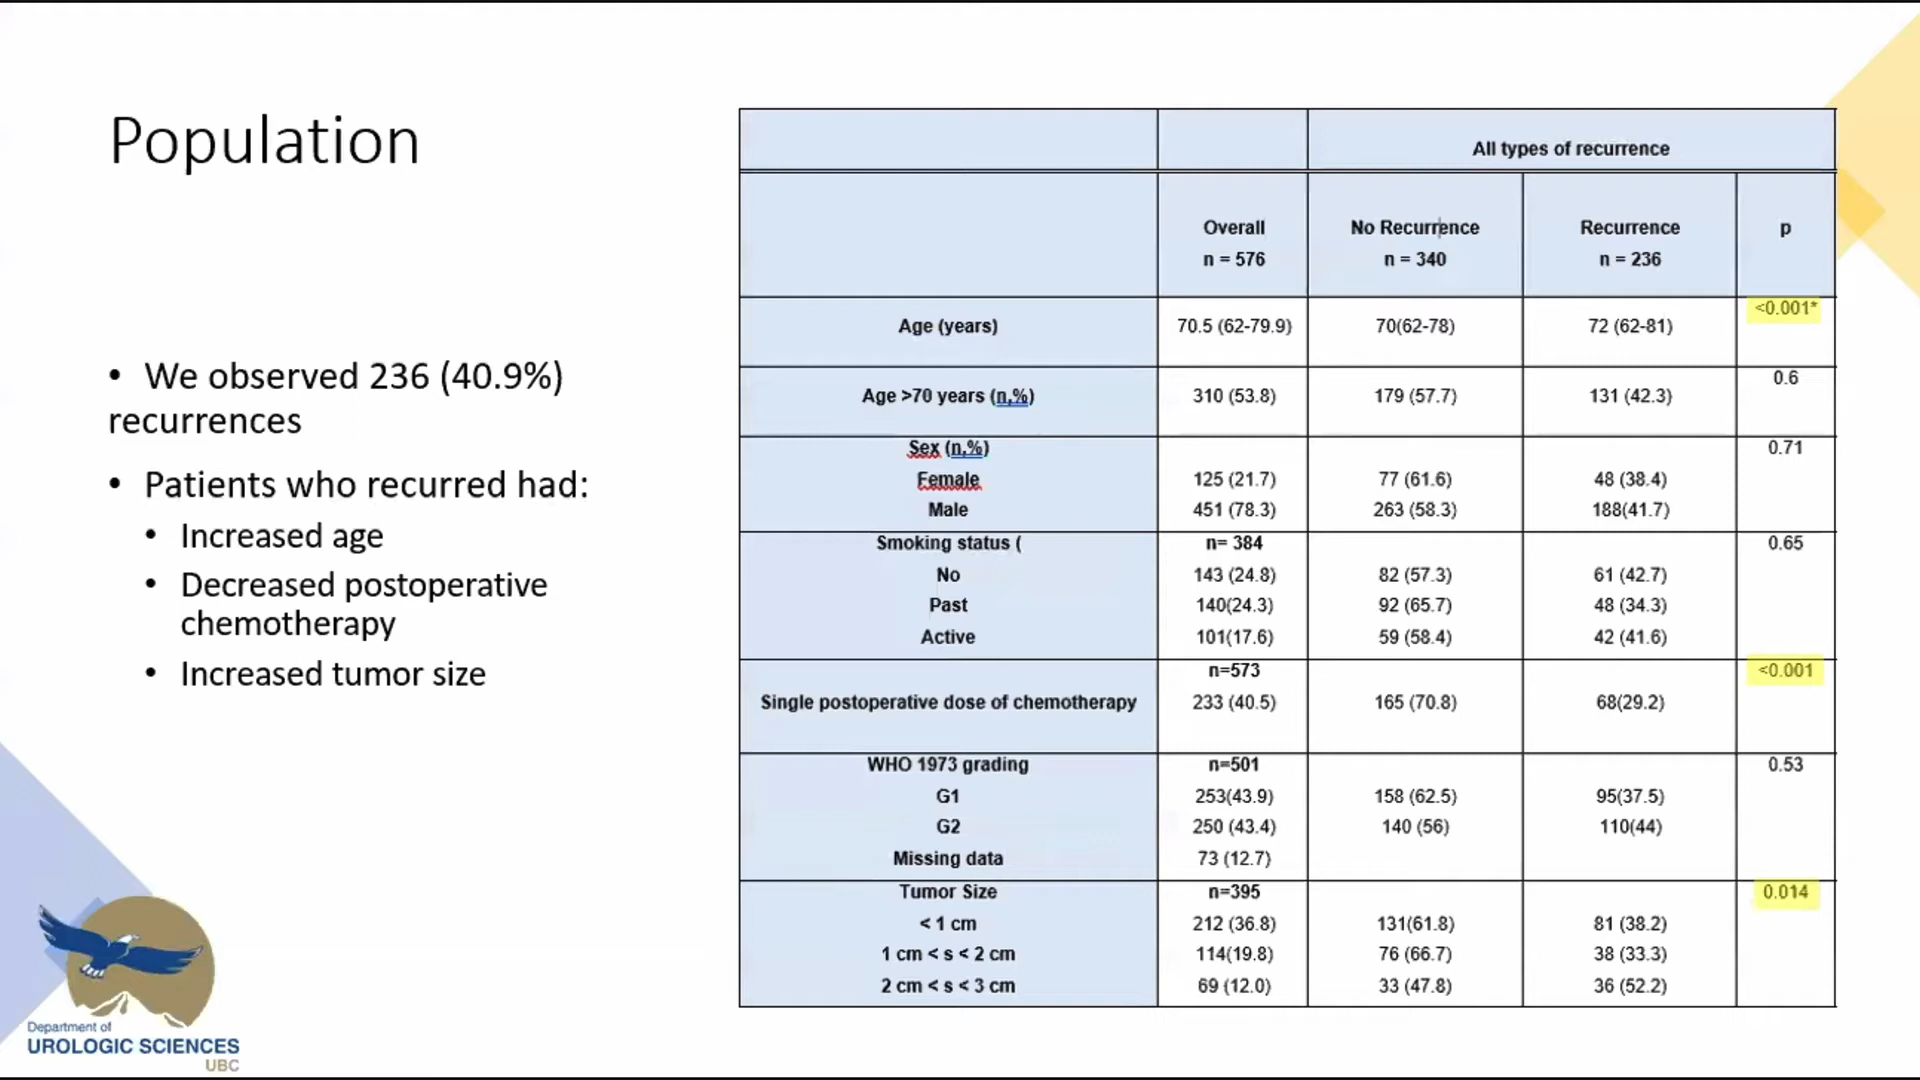 Population
• We observed 236 (40.9%)
recurrences
• Patients who recurred had:
• Increased age
• Decreased postoperative
chemotherapy
• Increased tumor size
All types of recurrence
Overall No Recurrence Recurrence p
n = 576 n = 340 n = 236
Age (years) 70.5 (62-79.9) 70(62-78) 72 (62-81) <0.001*
Age >70 years (n,%) 310 (53.8) 179 (57.7) 131 (42.3) 0.6
Sex (n,%) 0.71
Female 125 (21.7) 77 (61.6) 48 (38.4)
Male 451 (78.3) 263 (58.3) 188(41.7)
Smoking status ( n= 384 0.65
No 143 (24.8) 82 (57.3) 61 (42.7)
Past 140(24.3) 92 (65.7) 48 (34.3)
Active 101(17.6) 59 (58.4) 42 (41.6)
n=573 <0.001
Single postoperative dose of chemotherapy 233 (40.5) 165 (70.8) 68(29.2)
WHO 1973 grading n=501 0.53
G1 253(43.9) 158 (62.5) 95(37.5)
G2 250 (43.4) 140 (56) 110(44)
Missing data 73 (12.7)
Tumor Size n=395 0.014
< 1 cm 212 (36.8) 131(61.8) 81 (38.2)
1 cm < s < 2 cm 114(19.8) 76 (66.7) 38 (33.3)
2 cm < s < 3 cm 69 (12.0) 33 (47.8) 36 (52.2)
Department of
UROLOGIC SCIENCES
UBC